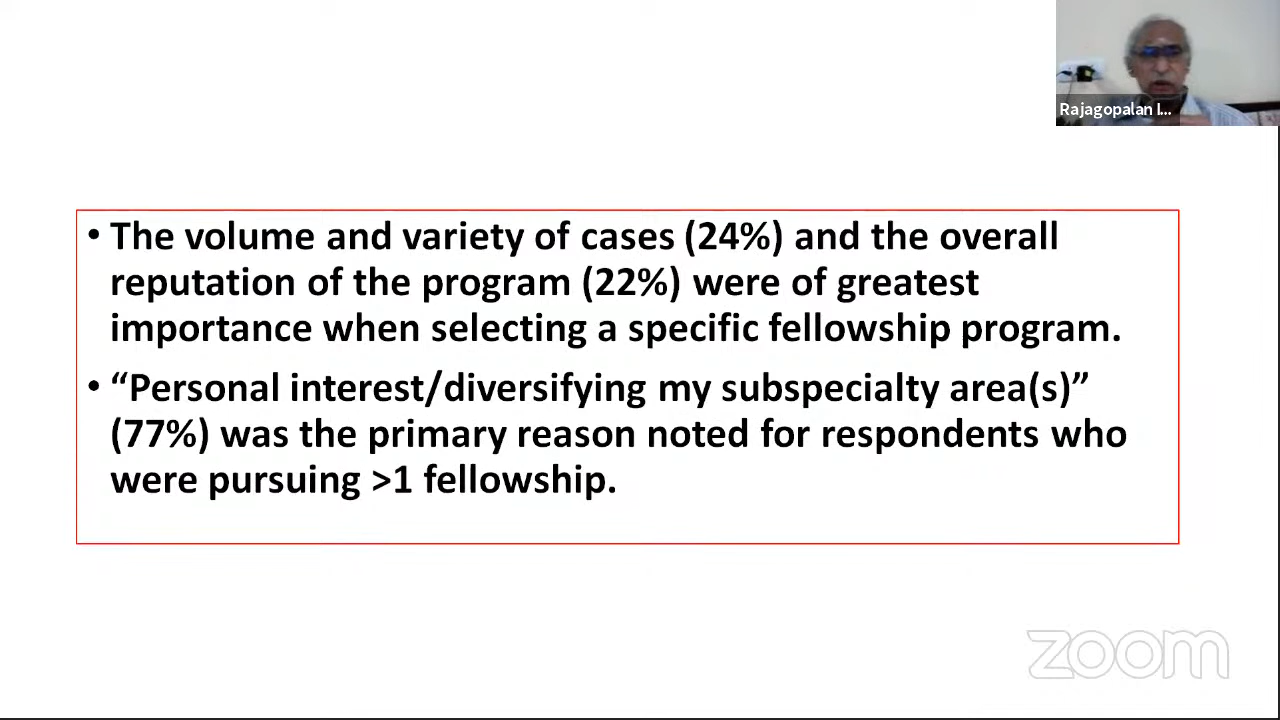 Rajagopalan I...
• The volume and variety of cases (24%) and the overall
reputation of the program (22%) were of greatest
importance when selecting a specific fellowship program.
• “Personal interest/diversifying my subspecialty area(s)”
(77%) was the primary reason noted for respondents who
were pursuing >1 fellowship.
zoom